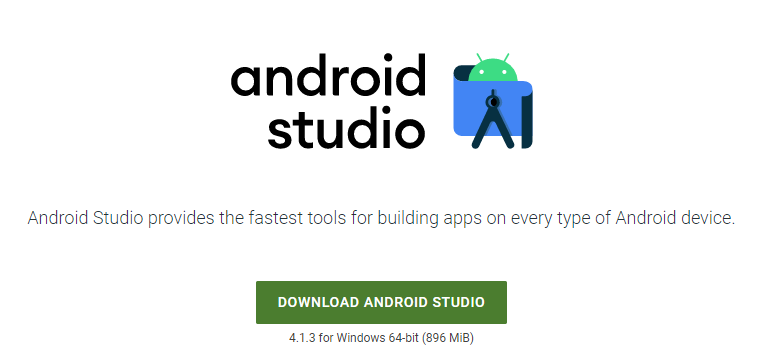 android
studio
Android Studio provides the fastest tools for building apps on every type of Android device.
DOWNLOAD ANDROID STUDIO
4.1.3 for Windows 64-bit (896 MiB)